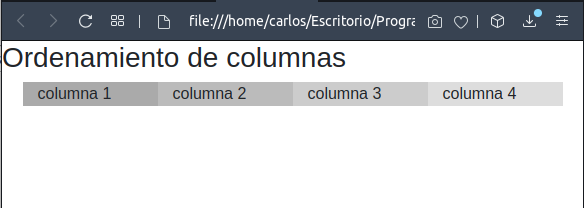 file:///home/carlos/Escritorio/Progra
Ordenamiento de columnas
columna 1 columna 2 columna 3 columna 4